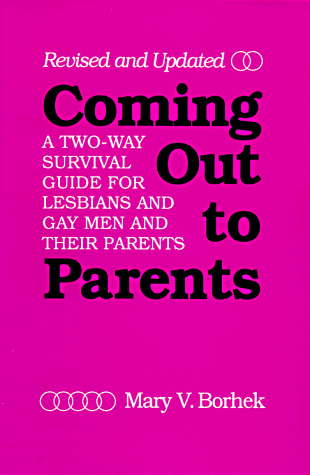 Revised and Updated
Coming
Out
to
Parents
A TWO-WAY
SURVIVAL
GUIDE FOR
LESBIANS AND
GAY MEN AND
THEIR PARENTS
Mary V. Borhek